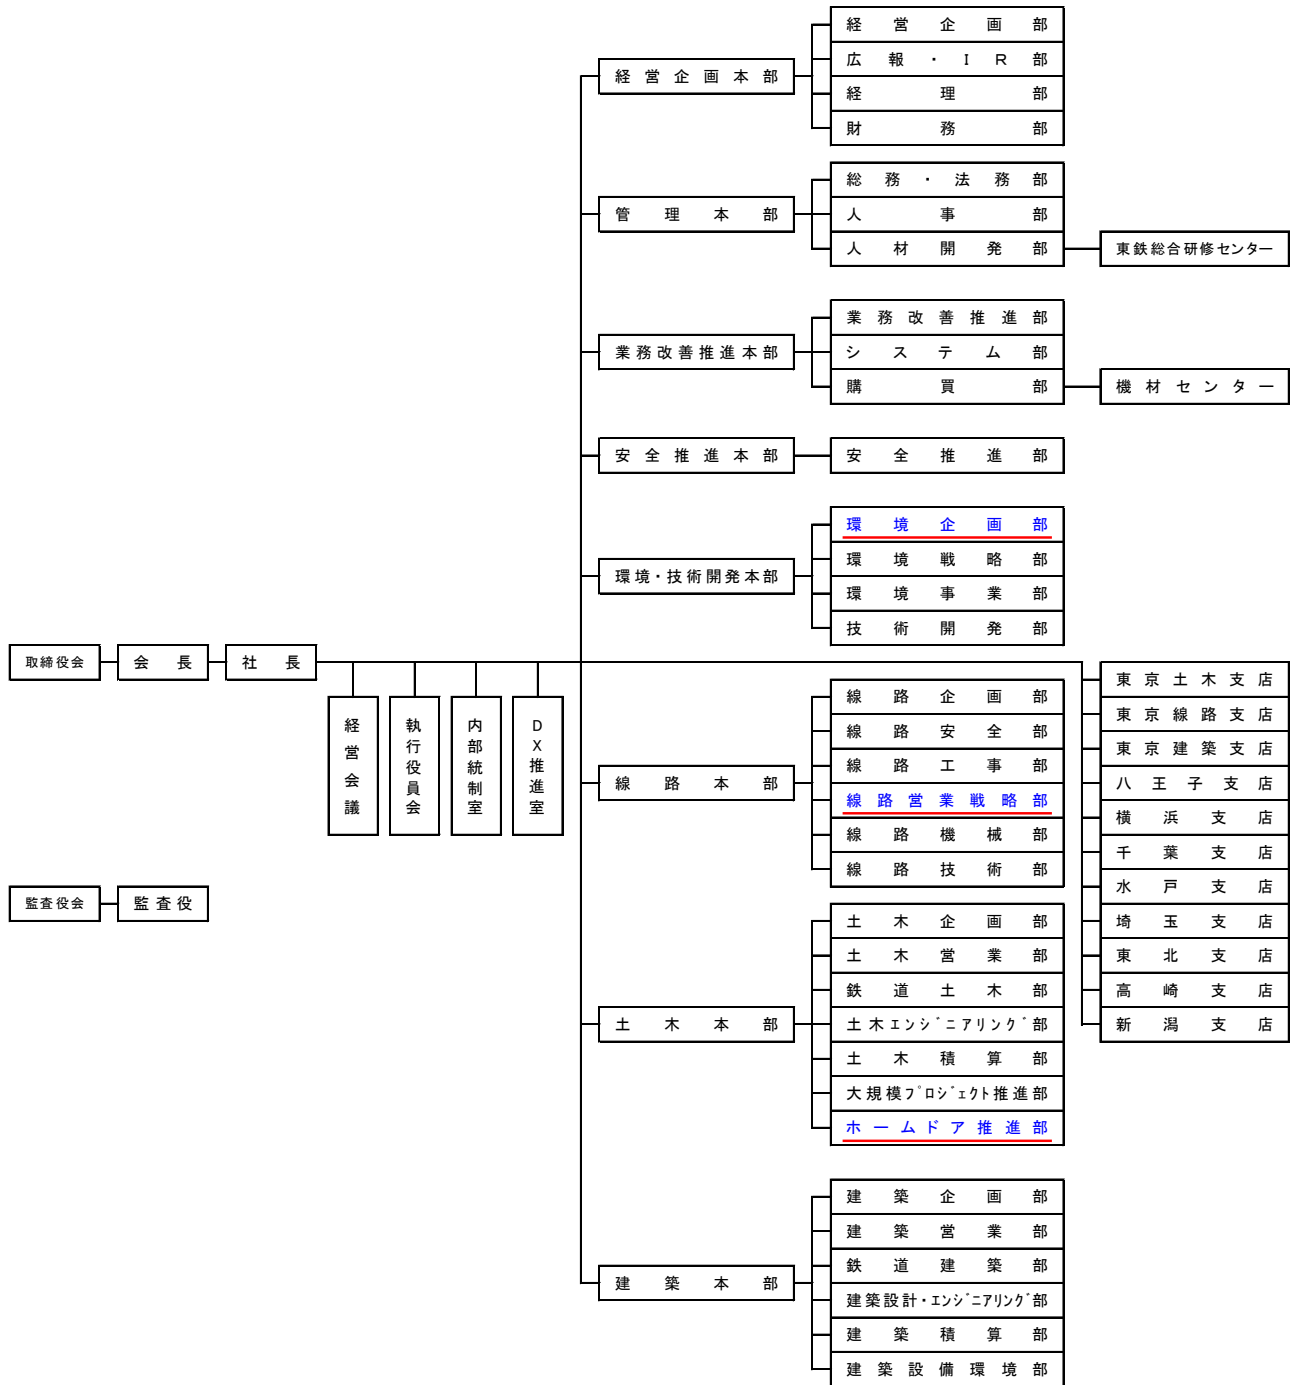 取締役会
会長
社長
経営会議
執行役員会
内部統制室
DX推進室
監査役会
監査役
経営企画本部
経営企画部
広報・IR部
経理部
財務部
管理本部
総務・法務部
人事部
人材開発部
東鉄総合研修センター
業務改善推進本部
業務改善推進部
システム部
購買部
機材センター
安全推進本部
安全推進部
環境・技術開発本部
環境企画部
環境戦略部
環境事業部
技術開発部
線路本部
線路企画部
線路安全部
線路工事部
線路営業戦略部
線路機械部
線路技術部
土木本部
土木企画部
土木営業部
鉄道土木部
土木エンジニアリング部
土木積算部
大規模プロジェクト推進部
ホームドア推進部
建築本部
建築企画部
建築営業部
鉄道建築部
建築設計・エンジニアリング部
建築積算部
建築設備環境部
東京土木支店
東京線路支店
東京建築支店
八王子支店
横浜支店
千葉支店
水戸支店
埼玉支店
東北支店
高崎支店
新潟支店